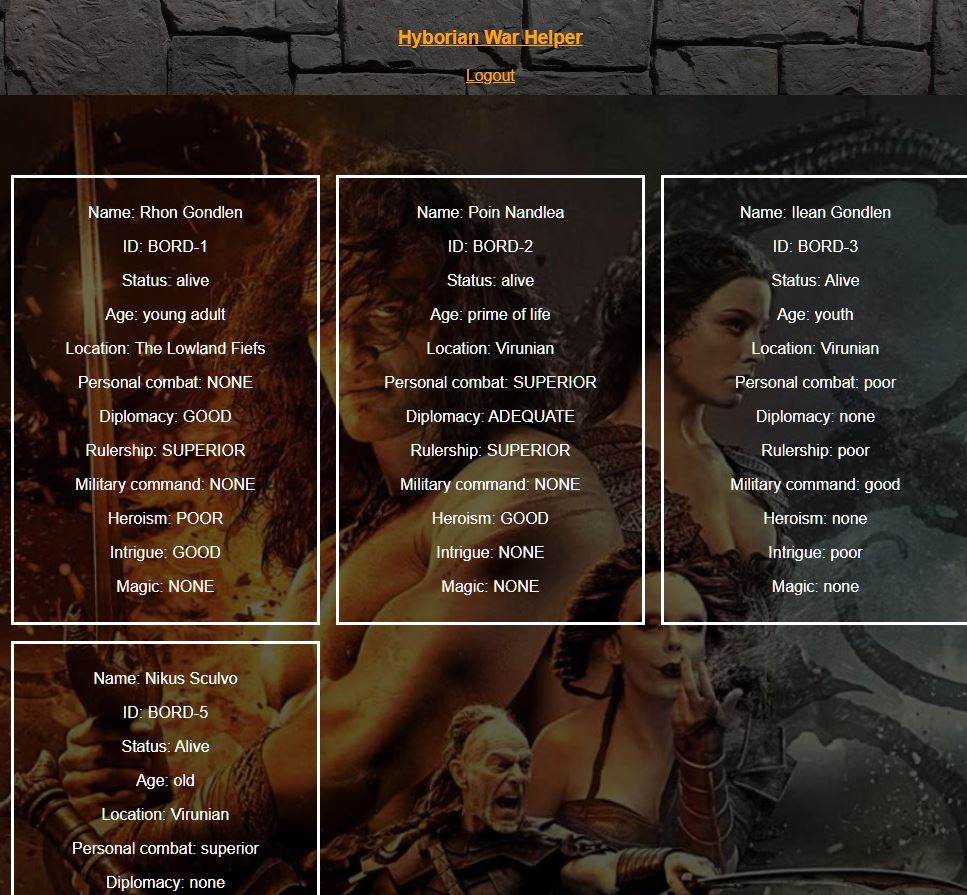 Hyborian War Helper
Logout
Name: Rhon Gondlen
ID: BORD-1
Status: alive
Age: young adult
Location: The Lowland Fiefs
Personal combat: NONE
Diplomacy: GOOD
Rulership: SUPERIOR
Military command: NONE
Heroism: POOR
Intrigue: GOOD
Magic: NONE
Name: Poin Nandlea
ID: BORD-2
Status: alive
Age: prime of life
Location: Virunian
Personal combat: SUPERIOR
Diplomacy: ADEQUATE
Rulership: SUPERIOR
Military command: NONE
Heroism: GOOD
Intrigue: NONE
Magic: NONE
Name: Ilean Gondlen
ID: BORD-3
Status: Alive
Age: youth
Location: Virunian
Personal combat: poor
Diplomacy: none
Rulership: poor
Military command: good
Heroism: none
Intrigue: poor
Magic: none
Name: Nikus Sculvo
ID: BORD-5
Status: Alive
Age: old
Location: Virunian
Personal combat: superior
Diplomacy: none